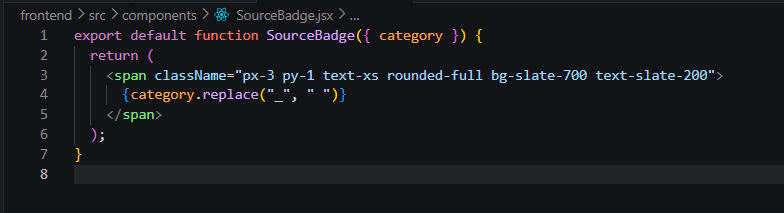 frontend > src > components > SourceBadge.jsx > ...
1 export default function SourceBadge({ category }) {
2   return (
3     <span className="px-3 py-1 text-xs rounded-full bg-slate-700 text-slate-200">
4       {category.replace("_", " ")}
5     </span>
6   );
7 }
8